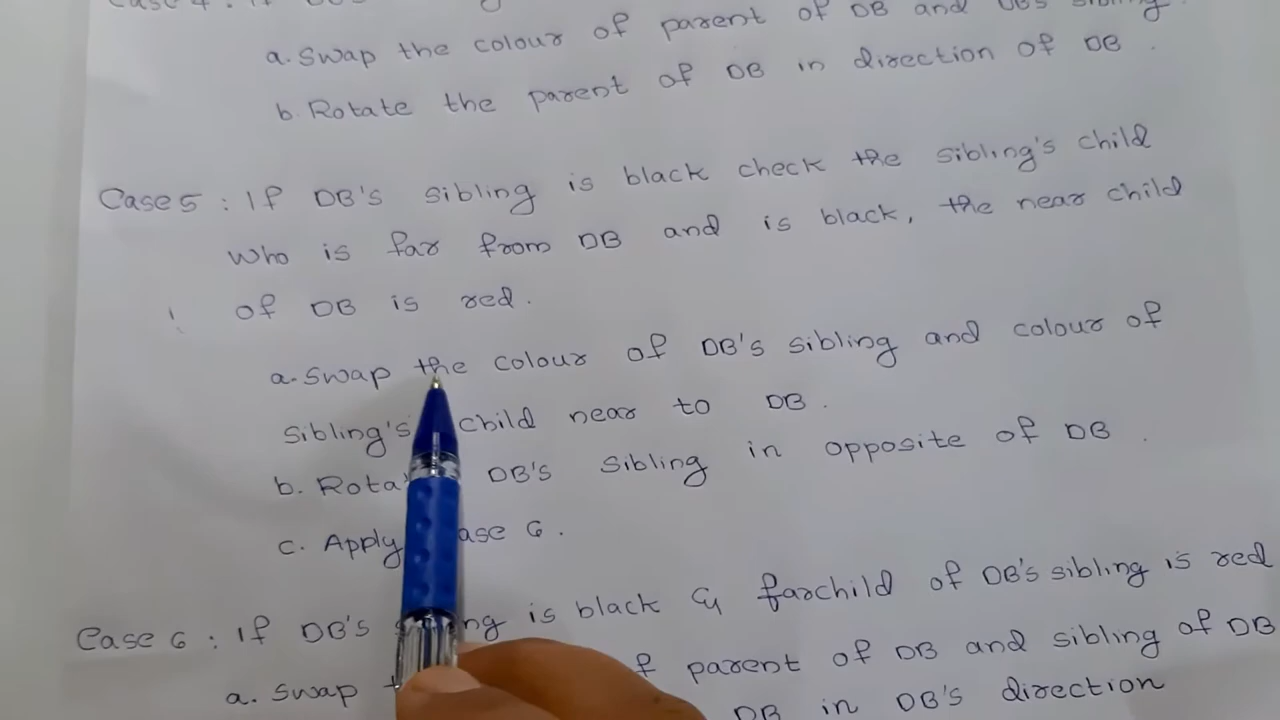 Case 4 : If
a. Swap the colour of parent of DB and DB's sibling
b. Rotate the parent of DB in direction of DB .
Case 5 : If DB's sibling is black check the sibling's child
who is far from DB and is black, the near child
of DB is red.
a. Swap the colour of DB's sibling and colour of
sibling's child near to DB .
b. DB's sibling in opposite of DB .
c. Apply 6 .
Case 6 : If DB's is black & farchild of DB's sibling is red
a. Swap parent of DB and sibling of DB
DB in DB's direction